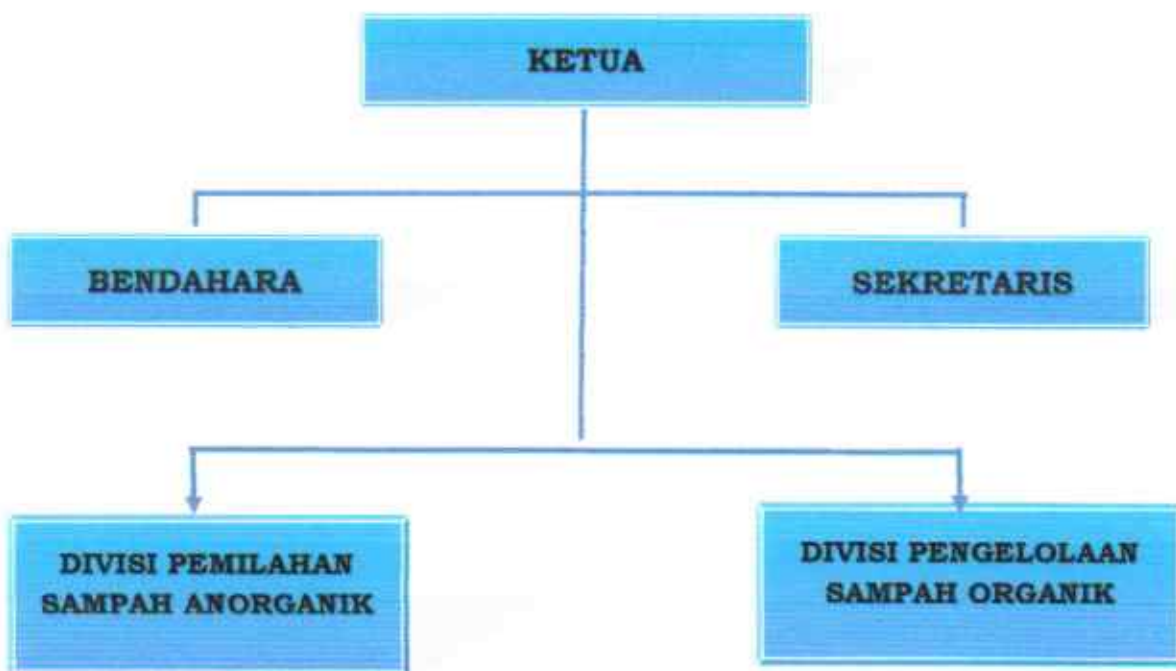 KETUA
BENDAHARA
SEKRETARIS
DIVISI PEMILAHAN
SAMPAH ANORGANIK
DIVISI PENGELOLAAN
SAMPAH ORGANIK